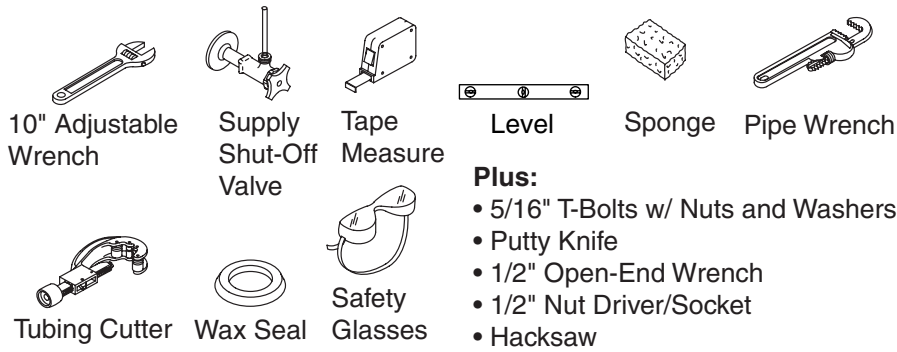 10" Adjustable
Wrench
Supply
Shut-Off
Valve
Tape
Measure
Level
Sponge
Pipe Wrench
Tubing Cutter
Wax Seal
Safety
Glasses
Plus:
• 5/16" T-Bolts w/ Nuts and Washers
• Putty Knife
• 1/2" Open-End Wrench
• 1/2" Nut Driver/Socket
• Hacksaw